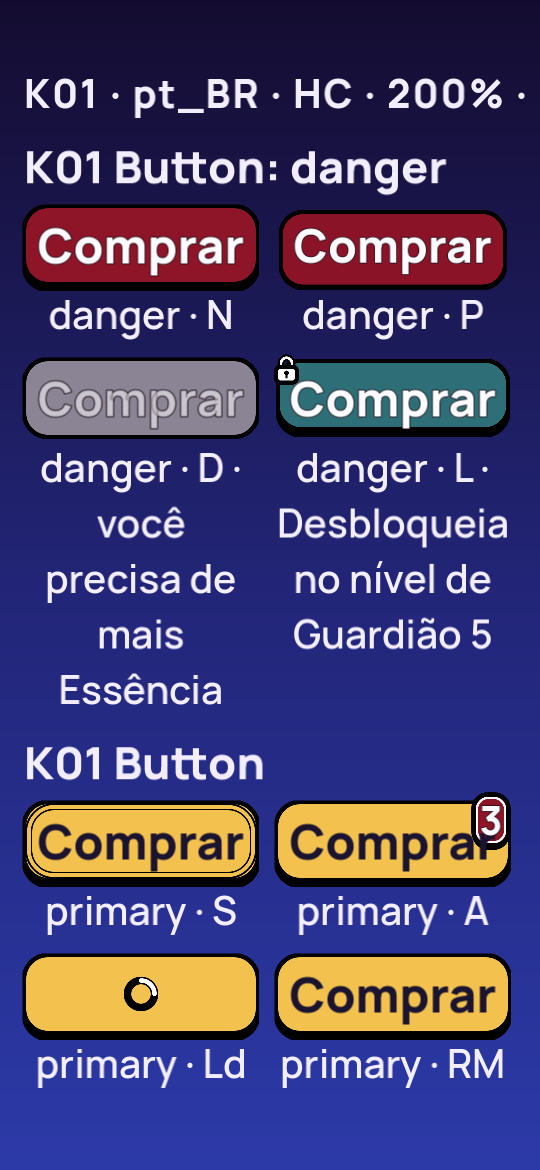 K01 · pt_BR · HC · 200% ·
K01 Button: danger
Comprar
Comprar
danger · N
danger · P
Comprar
Comprar
danger · D ·
você
precisa de
mais
Essência
danger · L ·
Desbloqueia
no nível de
Guardião 5
K01 Button
Comprar
Comprar
3
primary · S
primary · A
Comprar
primary · Ld
primary · RM